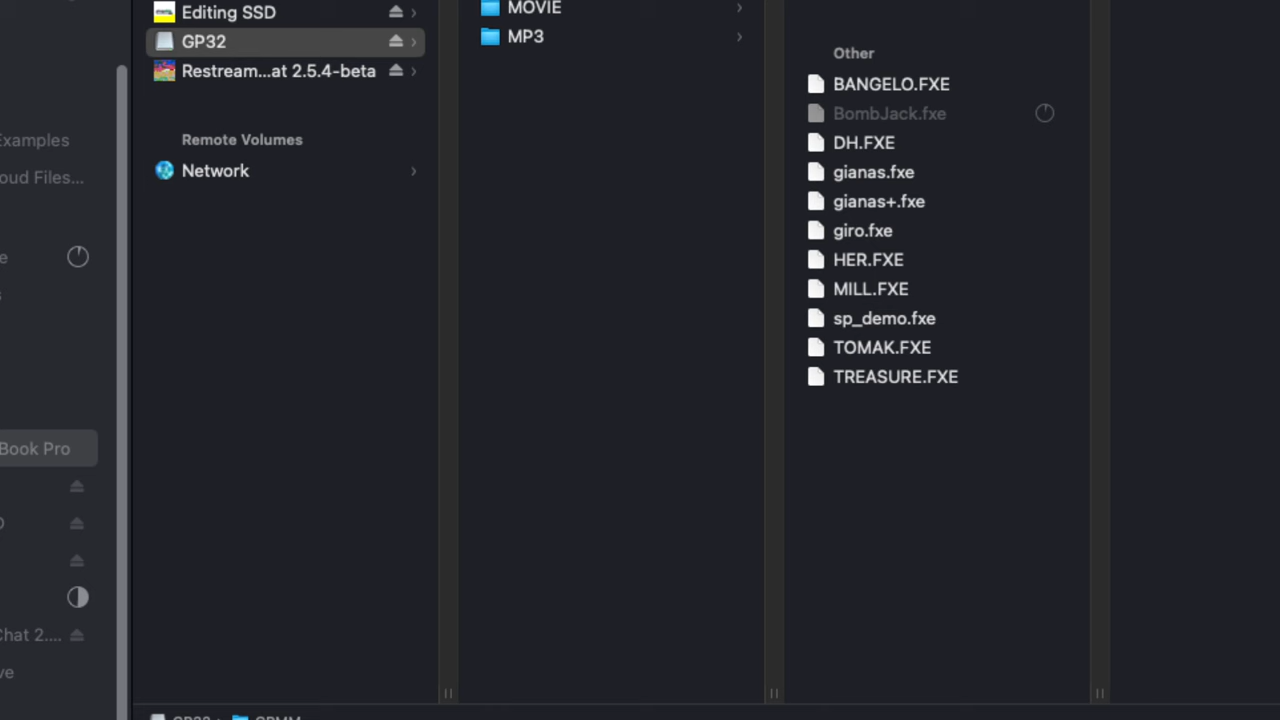 Examples
oud Files...
e
Book Pro
Chat 2....
ve
Editing SSD
GP32
Restream...at 2.5.4-beta
Remote Volumes
Network
MOVIE
MP3
Other
BANGELO.FXE
BombJack.fxe
DH.FXE
gianas.fxe
gianas+.fxe
giro.fxe
HER.FXE
MILL.FXE
sp_demo.fxe
TOMAK.FXE
TREASURE.FXE